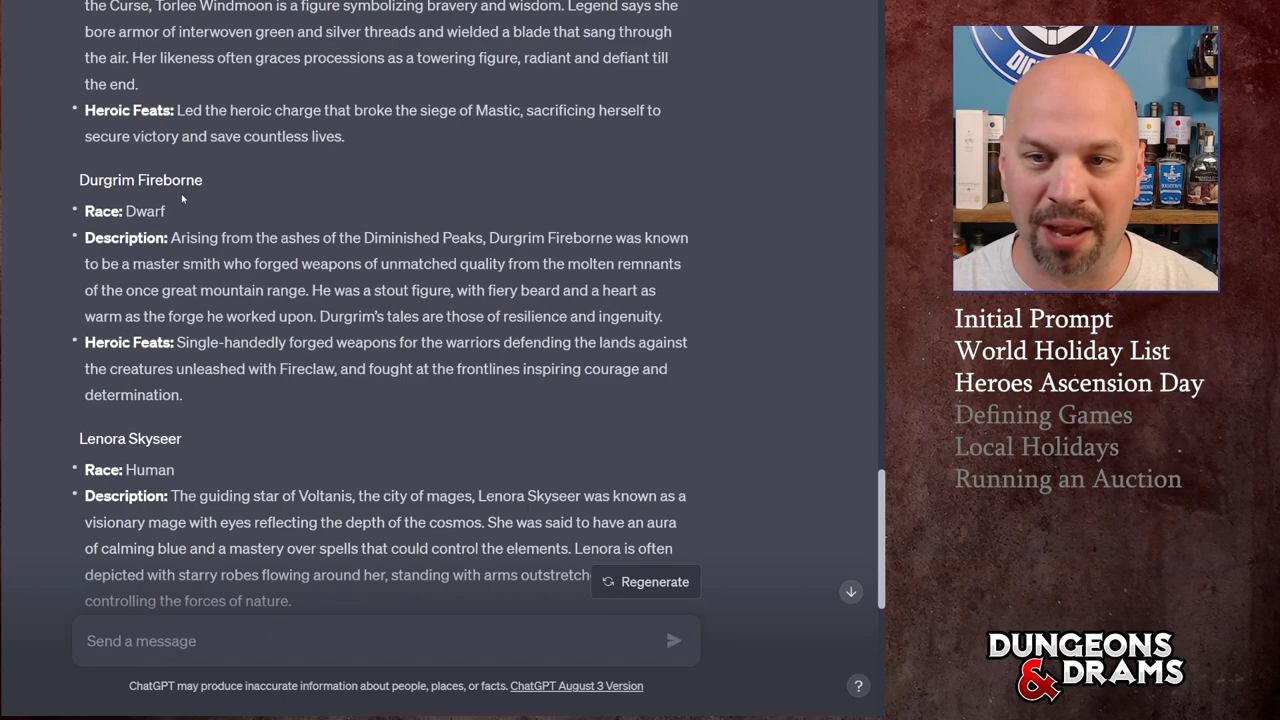 the Curse, Torlee Windmoon is a figure symbolizing bravery and wisdom. Legend says she
bore armor of interwoven green and silver threads and wielded a blade that sang through
the air. Her likeness often graces processions as a towering figure, radiant and defiant till
the end.
Heroic Feats: Led the heroic charge that broke the siege of Mastic, sacrificing herself to
secure victory and save countless lives.
Durgrim Fireborne
Race: Dwarf
Description: Arising from the ashes of the Diminished Peaks, Durgrim Fireborne was known
to be a master smith who forged weapons of unmatched quality from the molten remnants
of the once great mountain range. He was a stout figure, with fiery beard and a heart as
warm as the forge he worked upon. Durgrim's tales are those of resilience and ingenuity.
Heroic Feats: Single-handedly forged weapons for the warriors defending the lands against
the creatures unleashed with Fireclaw, and fought at the frontlines inspiring courage and
determination.
Lenora Skyseer
Race: Human
Description: The guiding star of Voltanis, the city of mages, Lenora Skyseer was known as a
visionary mage with eyes reflecting the depth of the cosmos. She was said to have an aura
of calming blue and a mastery over spells that could control the elements. Lenora is often
depicted with starry robes flowing around her, standing with arms outstretch
controlling the forces of nature.
Regenerate
Send a message
ChatGPT may produce inaccurate information about people, places, or facts. ChatGPT August 3 Version
?
Initial Prompt
World Holiday List
Heroes Ascension Day
Defining Games
Local Holidays
Running an Auction
DUNGEONS
& DRAMS